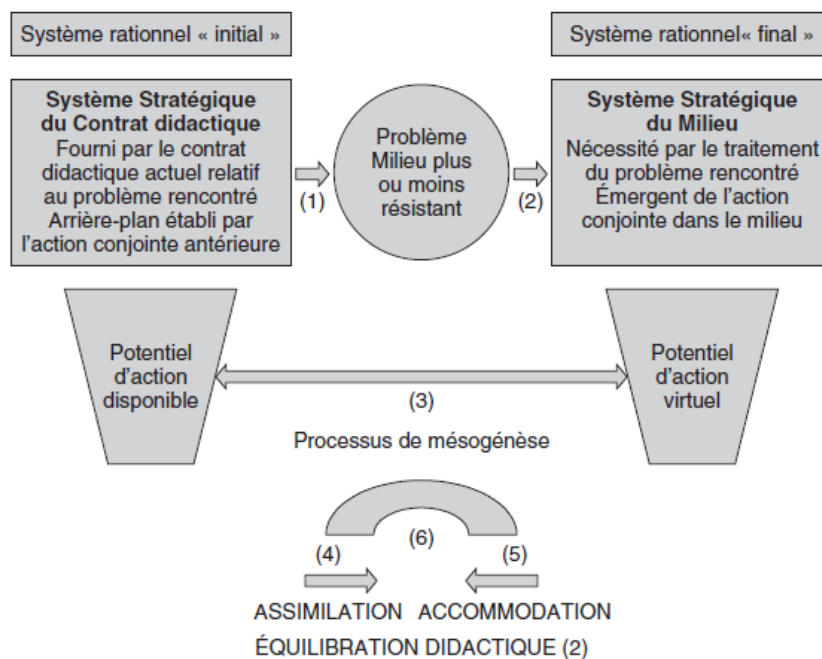 Système rationnel « initial »
Système rationnel« final »
Système Stratégique
du Contrat didactique
Fourni par le contrat
didactique actuel relatif
au problème rencontré
Arrière-plan établi par
l'action conjointe antérieure
(1)
Problème
Milieu plus
ou moins
résistant
(2)
Système Stratégique
du Milieu
Nécessité par le traitement
du problème rencontré
Émergent de l'action
conjointe dans le milieu
Potentiel
d'action
disponible
(3)
Potentiel
d'action
virtuel
Processus de mésogénèse
(4)
(6)
(5)
ASSIMILATION ACCOMMODATION
ÉQUILIBRATION DIDACTIQUE (2)